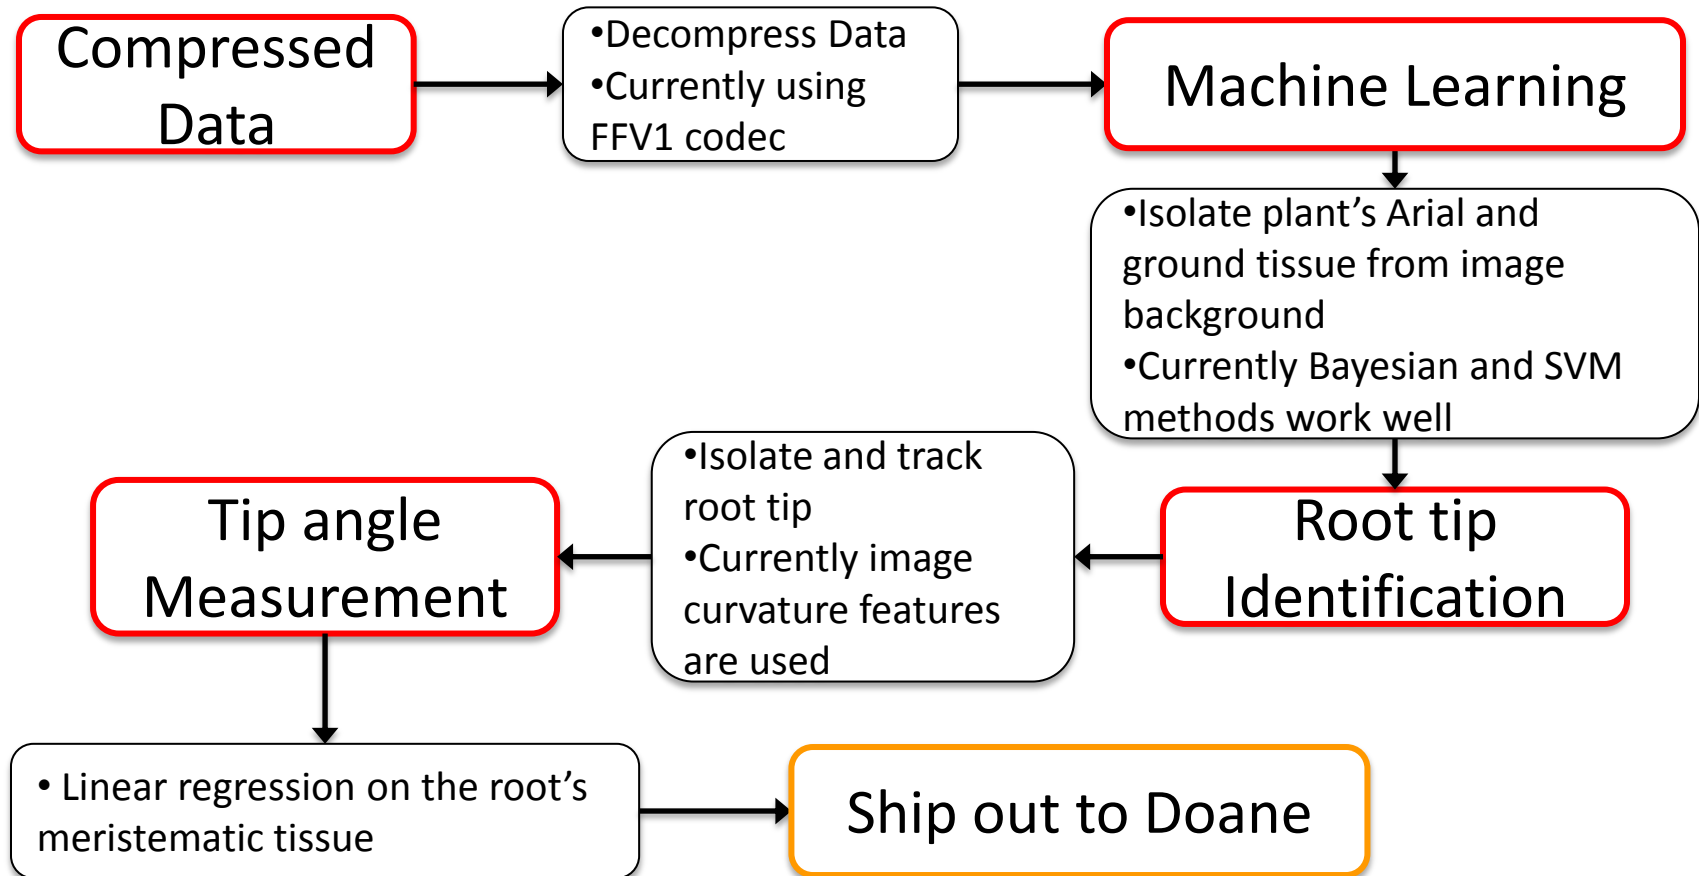 Compressed
Data
•Decompress Data
•Currently using
FFV1 codec
Machine Learning
•Isolate plant’s Arial and
ground tissue from image
background
•Currently Bayesian and SVM
methods work well
Root tip
Identification
•Isolate and track
root tip
•Currently image
curvature features
are used
Tip angle
Measurement
• Linear regression on the root’s
meristematic tissue
Ship out to Doane